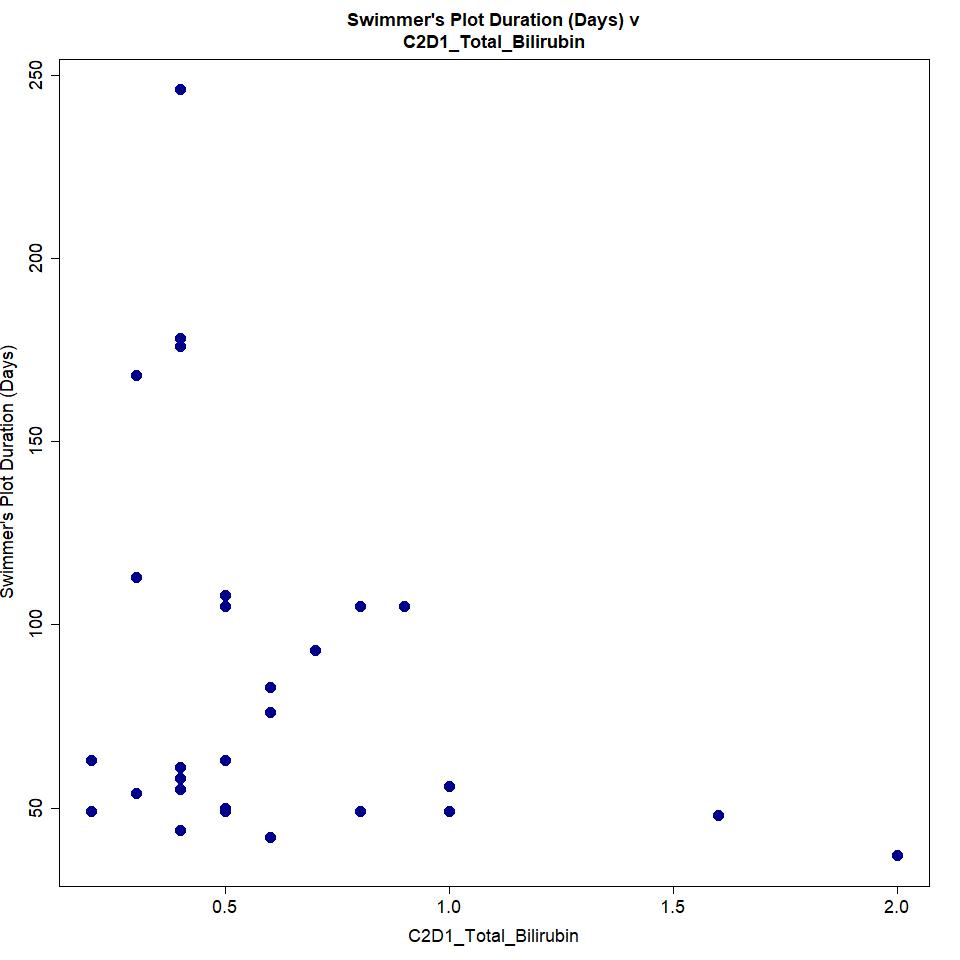 Swimmer's Plot Duration (Days) v
C2D1_Total_Bilirubin
250
200
150
100
50
Swimmer's Plot Duration (Days)
0.5
1.0
1.5
2.0
C2D1_Total_Bilirubin